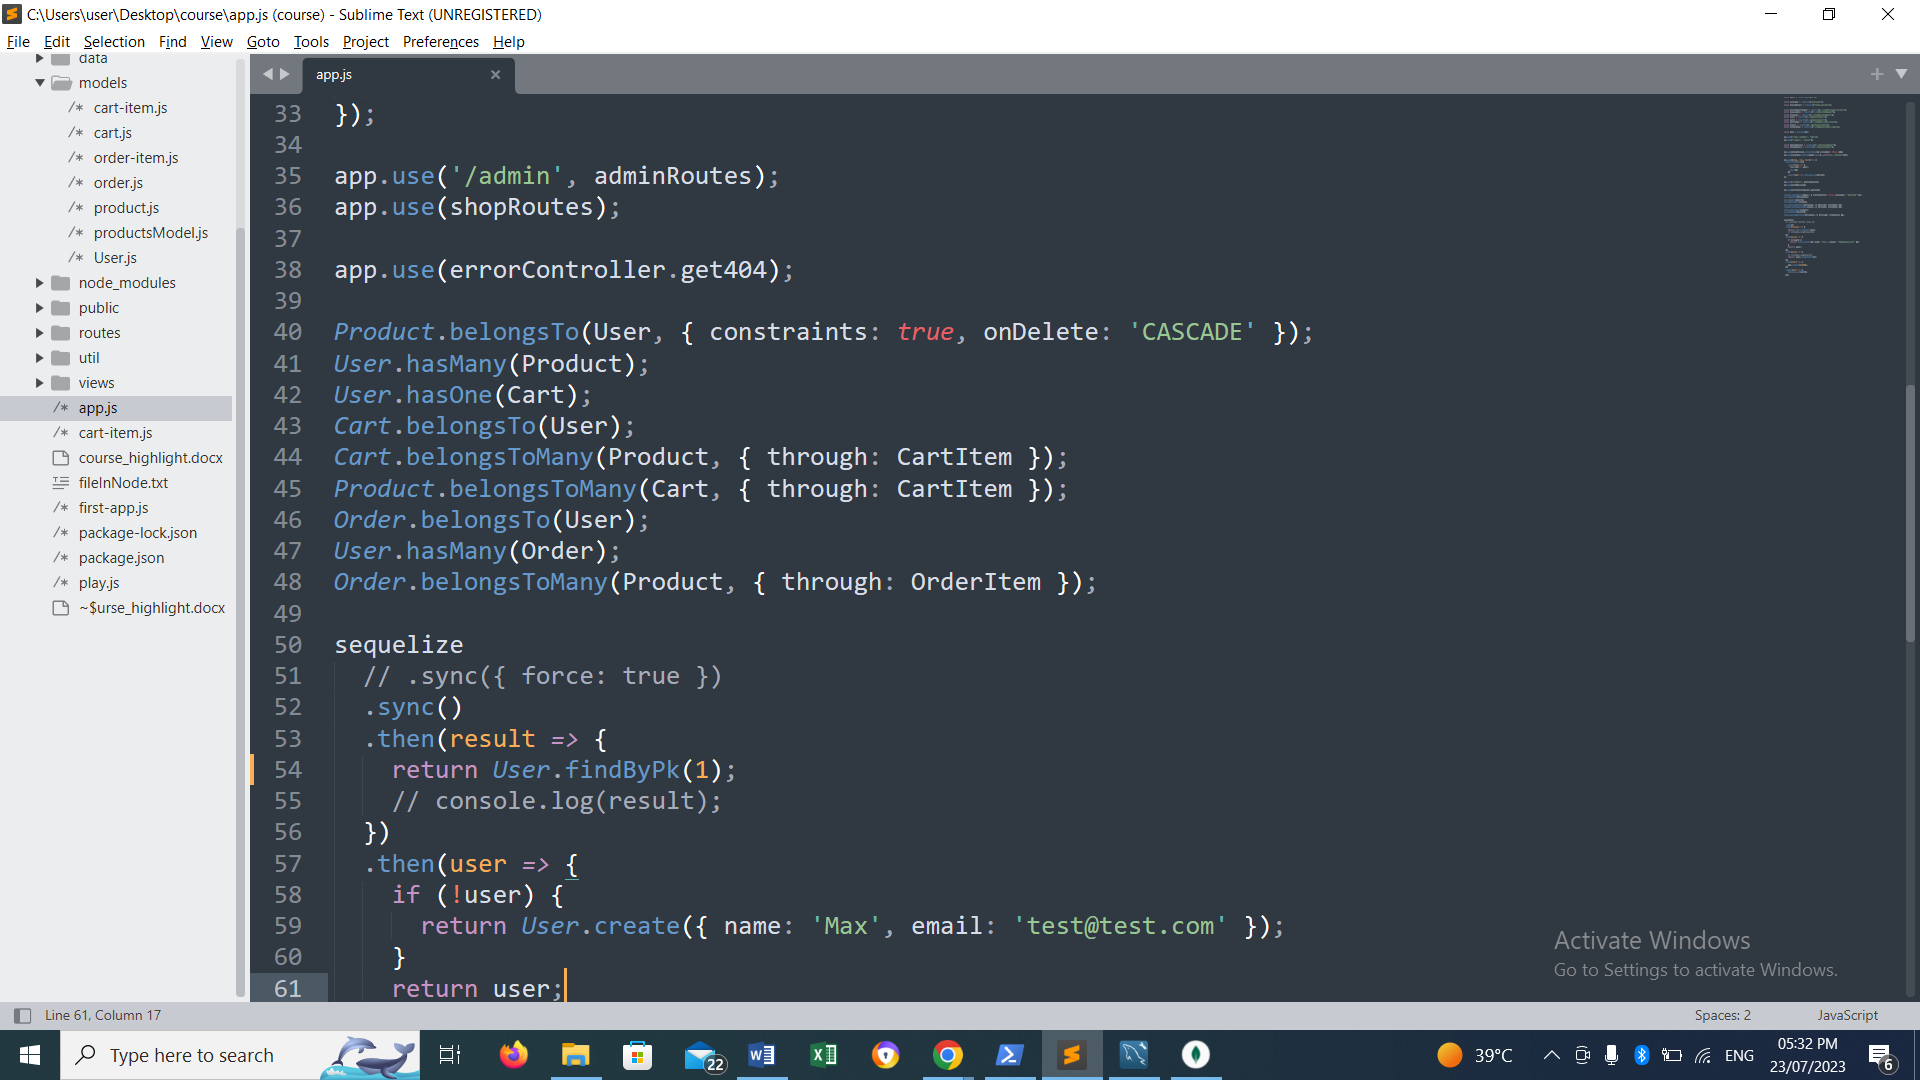 C:\Users\user\Desktop\course\app.js (course) - Sublime Text (UNREGISTERED)
File Edit Selection Find View Goto Tools Project Preferences Help
data
models
/* cart-item.js
/* cart.js
/* order-item.js
/* order.js
/* product.js
/* productsModel.js
/* User.js
node_modules
public
routes
util
views
/* app.js
/* cart-item.js
course_highlight.docx
fileInNode.txt
/* first-app.js
/* package-lock.json
/* package.json
/* play.js
~$urse_highlight.docx
app.js
33 });
34
35 app.use('/admin', adminRoutes);
36 app.use(shopRoutes);
37
38 app.use(errorController.get404);
39
40 Product.belongsTo(User, { constraints: true, onDelete: 'CASCADE' });
41 User.hasMany(Product);
42 User.hasOne(Cart);
43 Cart.belongsTo(User);
44 Cart.belongsToMany(Product, { through: CartItem });
45 Product.belongsToMany(Cart, { through: CartItem });
46 Order.belongsTo(User);
47 User.hasMany(Order);
48 Order.belongsToMany(Product, { through: OrderItem });
49
50 sequelize
51 // .sync({ force: true })
52 .sync()
53 .then(result => {
54 return User.findByPk(1);
55 // console.log(result);
56 })
57 .then(user => {
58 if (!user) {
59 return User.create({ name: 'Max', email: 'test@test.com' });
60 }
61 return user;
Activate Windows
Go to Settings to activate Windows.
Line 61, Column 17
Spaces: 2
JavaScript
Type here to search
22
39°C
ENG
05:32 PM
23/07/2023
6